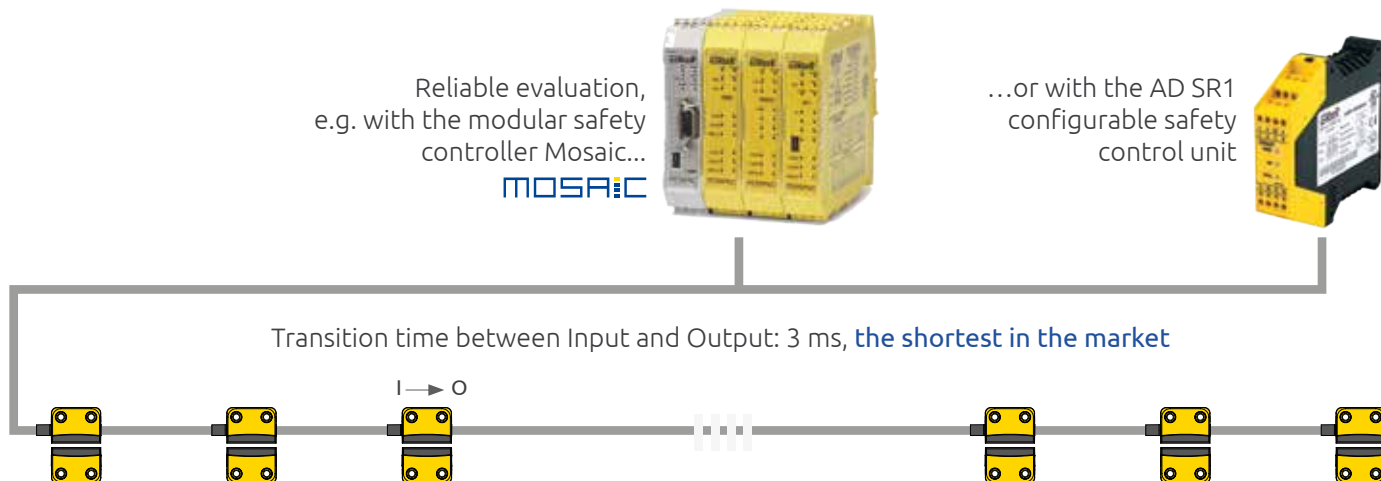 Reliable evaluation,
e.g. with the modular safety
controller Mosaic...
MOSAIC
...or with the AD SR1
configurable safety
control unit
Transition time between Input and Output: 3 ms, the shortest in the market
I → O